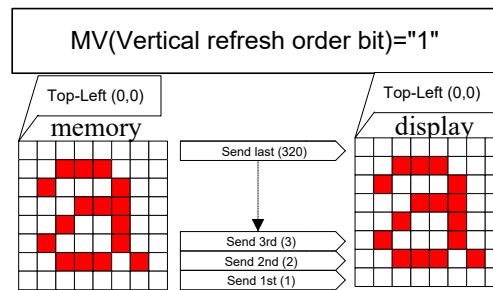 MV(Vertical refresh order bit)="1"
Top-Left (0,0)
Top-Left (0,0)
memory
display
Send last (320)
Send 3rd (3)
Send 2nd (2)
Send 1st (1)